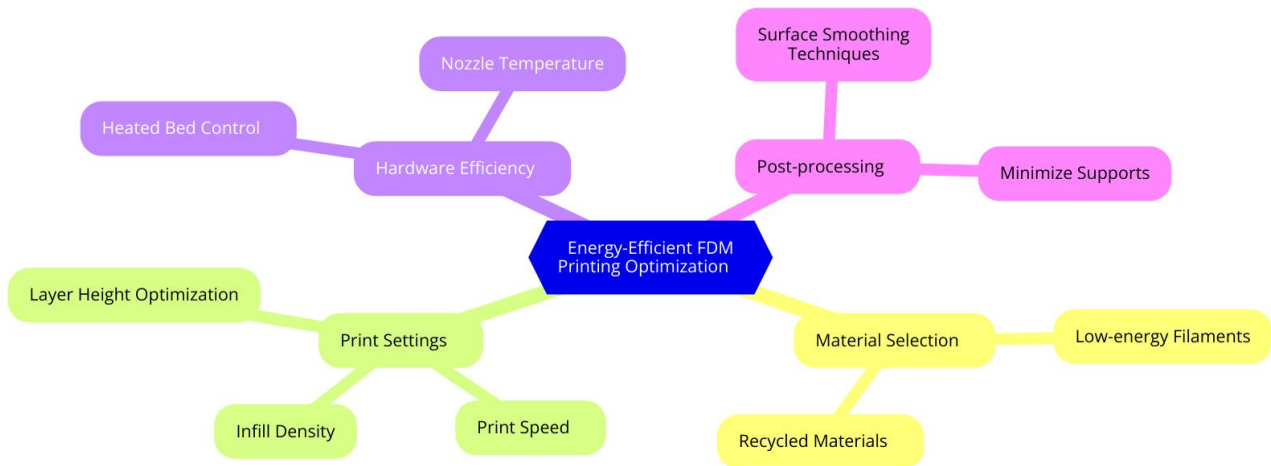 Surface Smoothing
Techniques
Nozzle Temperature
Heated Bed Control
Hardware Efficiency
Post-processing
Minimize Supports
Energy-Efficient FDM
Printing Optimization
Layer Height Optimization
Print Settings
Material Selection
Low-energy Filaments
Infill Density
Print Speed
Recycled Materials